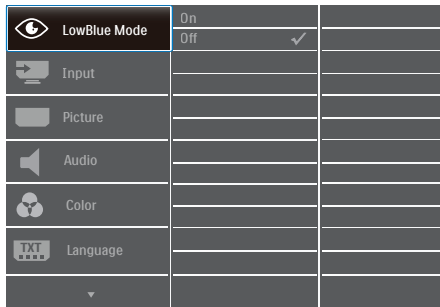 LowBlue Mode
On
Off
Input
Picture
Audio
Color
TXT
Language